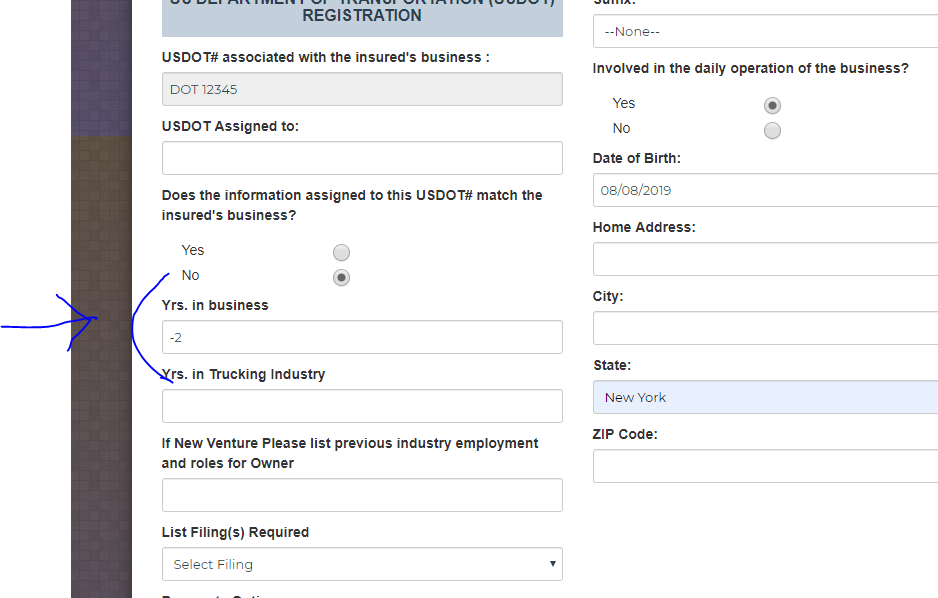 US DEPARTMENT OF TRANSPORTATION (USDOT)
REGISTRATION
USDOT# associated with the insured's business :
DOT 12345
USDOT Assigned to:
Does the information assigned to this USDOT# match the
insured's business?
Yes
No
Yrs. in business
-2
Yrs. in Trucking Industry
If New Venture Please list previous industry employment
and roles for Owner
List Filing(s) Required
Select Filing
Suffix:
--None--
Involved in the daily operation of the business?
Yes
No
Date of Birth:
08/08/2019
Home Address:
City:
State:
New York
ZIP Code: